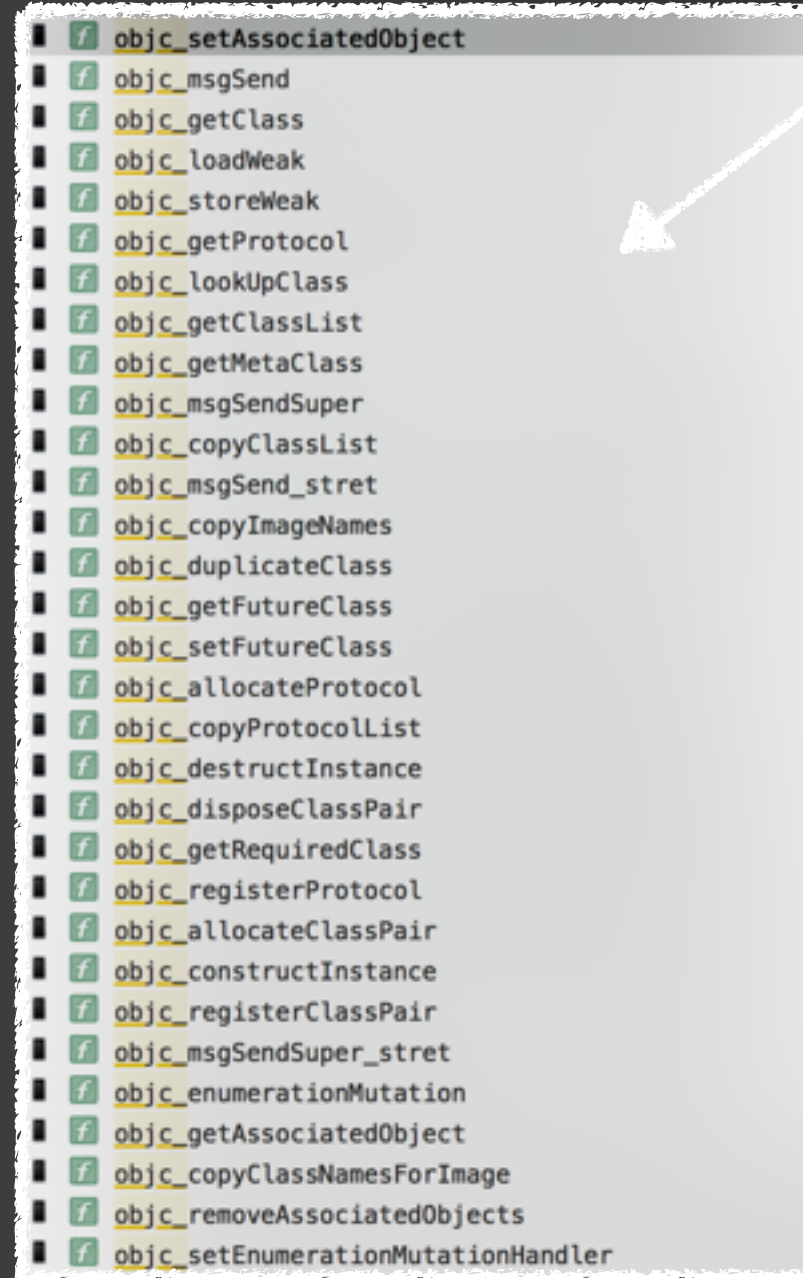 f objc_setAssociatedObject
f objc_msgSend
f objc_getClass
f objc_loadWeak
f objc_storeWeak
f objc_getProtocol
f objc_lookUpClass
f objc_getClassList
f objc_getMetaClass
f objc_msgSendSuper
f objc_copyClassList
f objc_msgSend_stret
f objc_copyImageNames
f objc_duplicateClass
f objc_getFutureClass
f objc_setFutureClass
f objc_allocateProtocol
f objc_copyProtocolList
f objc_destructInstance
f objc_disposeClassPair
f objc_getRequiredClass
f objc_registerProtocol
f objc_allocateClassPair
f objc_constructInstance
f objc_registerClassPair
f objc_msgSendSuper_stret
f objc_enumerationMutation
f objc_getAssociatedObject
f objc_copyClassNamesForImage
f objc_removeAssociatedObjects
f objc_setEnumerationMutationHandler